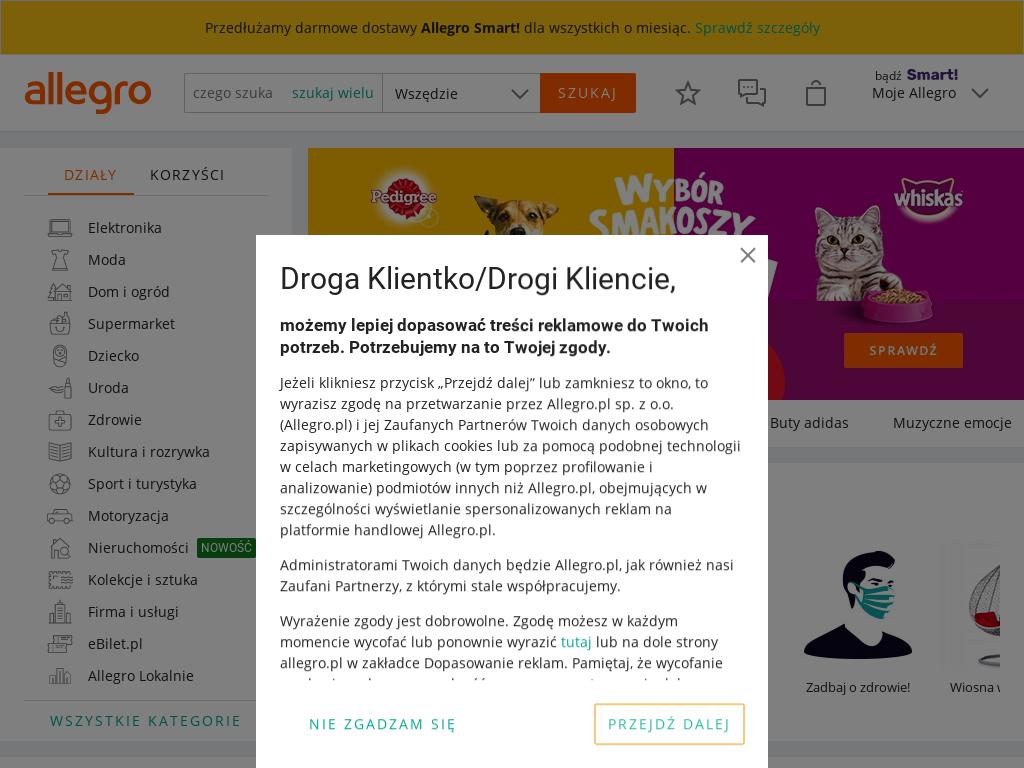 Przedłużamy darmowe dostawy Allegro Smart! dla wszystkich o miesiąc. Sprawdź szczegóły
allegro
czego szuka
szukaj wielu
Wszędzie
SZUKAJ
bądź Smart!
Moje Allegro
DZIAŁY
KORZYŚCI
Elektronika
Moda
Dom i ogród
Supermarket
Dziecko
Uroda
Zdrowie
Kultura i rozrywka
Sport i turystyka
Motoryzacja
Nieruchomości NOWOŚĆ
Kolekcje i sztuka
Firma i usługi
eBilet.pl
Allegro Lokalnie
WSZYSTKIE KATEGORIE
Pedigree
WYBÓR
SMAKOSZY
whiskas
SPRAWDŹ
Buty adidas
Muzyczne emocje
Zadbaj o zdrowie!
Wiosna w
Droga Klientko/Drogi Kliencie,
możemy lepiej dopasować treści reklamowe do Twoich
potrzeb. Potrzebujemy na to Twojej zgody.
Jeżeli klikniesz przycisk „Przejdź dalej” lub zamkniesz to okno, to
wyrazisz zgodę na przetwarzanie przez Allegro.pl sp. z o.o.
(Allegro.pl) i jej Zaufanych Partnerów Twoich danych osobowych
zapisywanych w plikach cookies lub za pomocą podobnej technologii
w celach marketingowych (w tym poprzez profilowanie i
analizowanie) podmiotów innych niż Allegro.pl, obejmujących w
szczególności wyświetlanie spersonalizowanych reklam na
platformie handlowej Allegro.pl.
Administratorami Twoich danych będzie Allegro.pl, jak również nasi
Zaufani Partnerzy, z którymi stale współpracujemy.
Wyrażenie zgody jest dobrowolne. Zgodę możesz w każdym
momencie wycofać lub ponownie wyrazić tutaj lub na dole strony
allegro.pl w zakładce Dopasowanie reklam. Pamiętaj, że wycofanie
NIE ZGADZAM SIĘ
PRZEJDŹ DALEJ